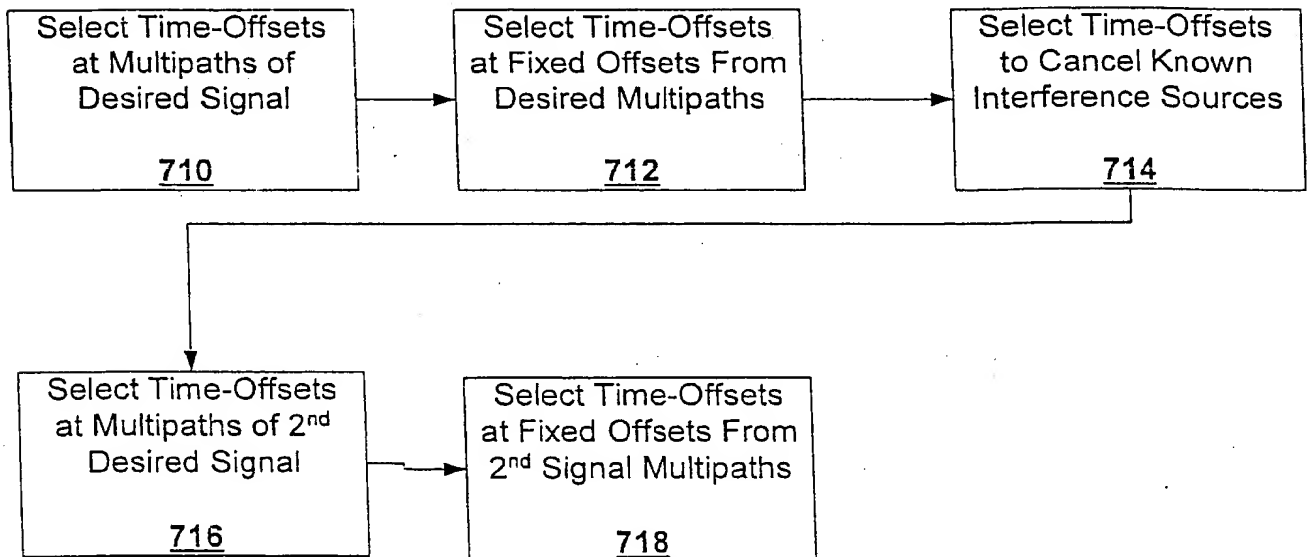 Select Time-Offsets
at Multipaths of
Desired Signal
710
Select Time-Offsets
at Fixed Offsets From
Desired Multipaths
712
Select Time-Offsets
to Cancel Known
Interference Sources
714
Select Time-Offsets
at Multipaths of 2nd
Desired Signal
716
Select Time-Offsets
at Fixed Offsets From
2nd Signal Multipaths
718